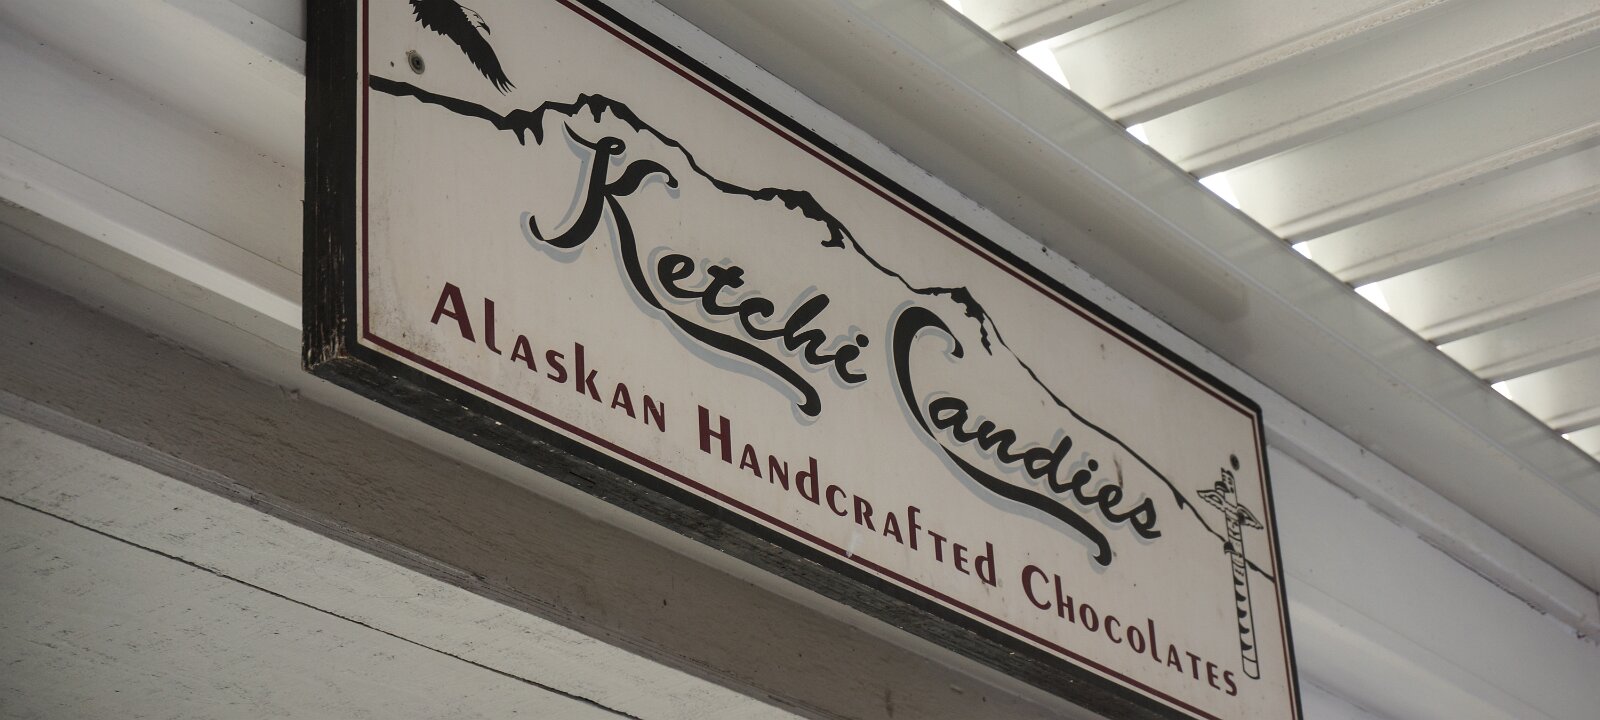 Ketchi Candies
Alaskan Handcrafted Chocolates